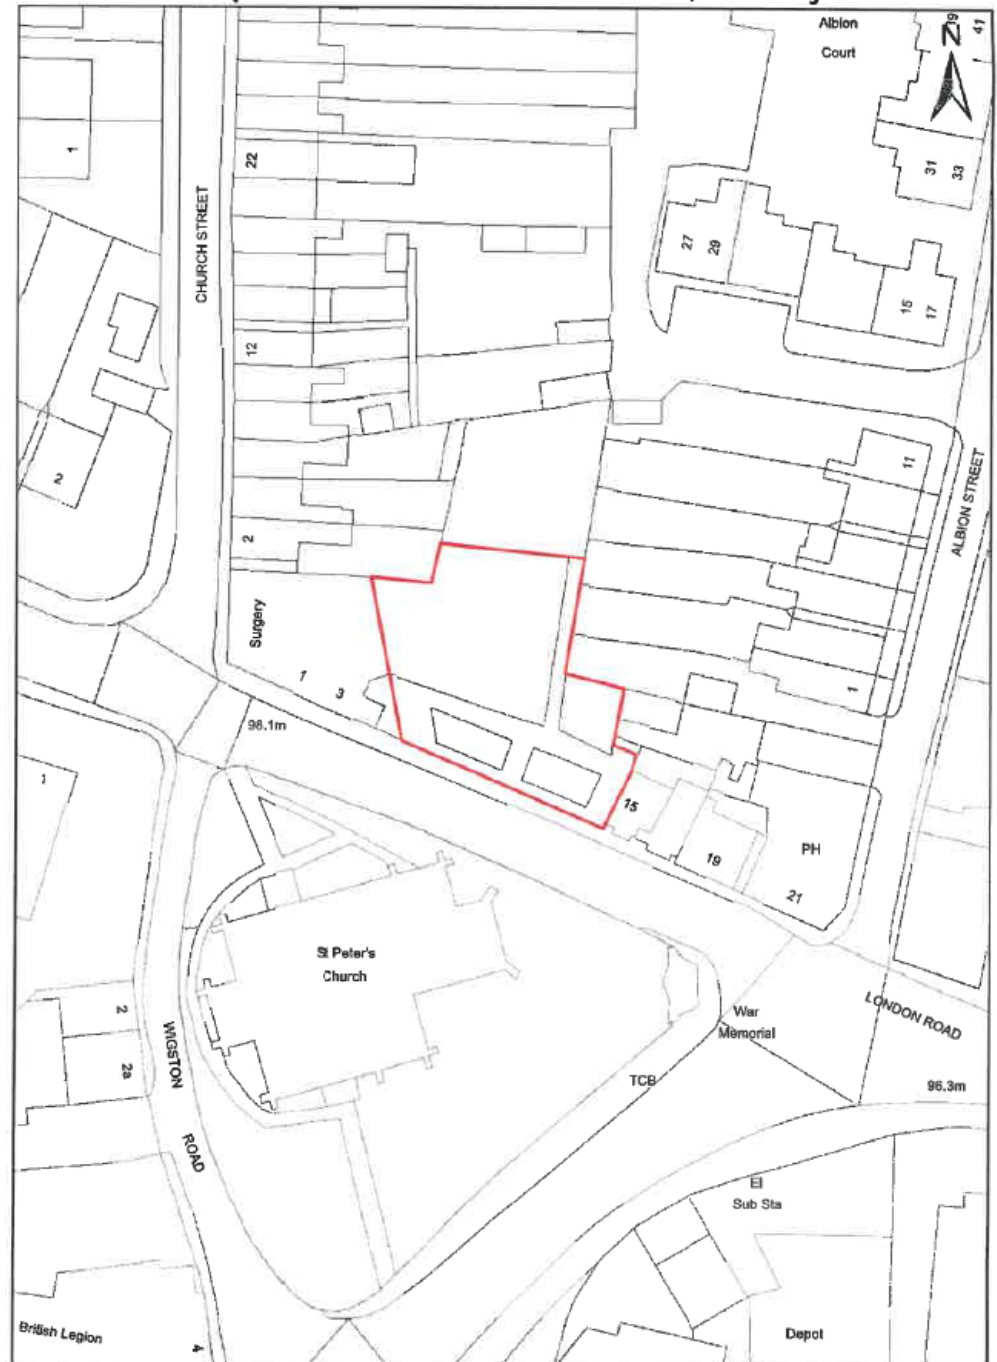 Albion
Court
19
41
N
1
22
31
33
CHURCH STREET
27
29
15
17
12
2
11
ALBION STREET
2
Surgery
1
3
1
98.1m
1
15
19
PH
21
St Peter's
Church
2
2a
WIGSTON
ROAD
War
Memorial
LONDON ROAD
TCB
96.3m
El
Sub Sta
British Legion
4
Depot